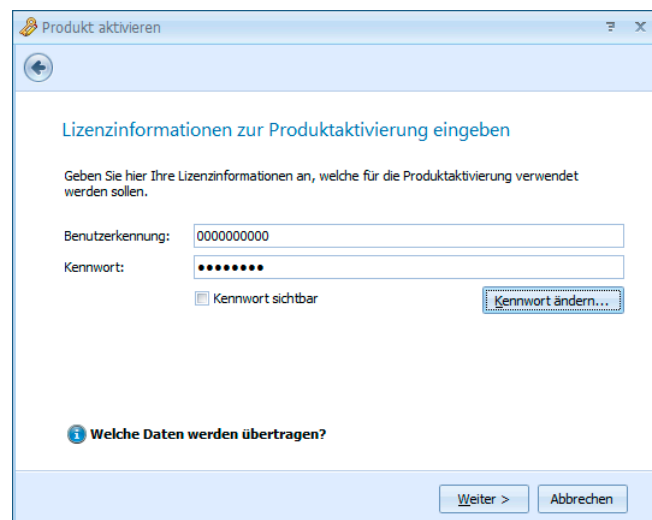 Produkt aktivieren
Lizenzinformationen zur Produktaktivierung eingeben
Geben Sie hier Ihre Lizenzinformationen an, welche für die Produktaktivierung verwendet
werden sollen.
Benutzerkennung: 0000000000
Kennwort: ●●●●●●●●
Kennwort sichtbar Kennwort ändern...
Welche Daten werden übertragen?
Weiter > Abbrechen